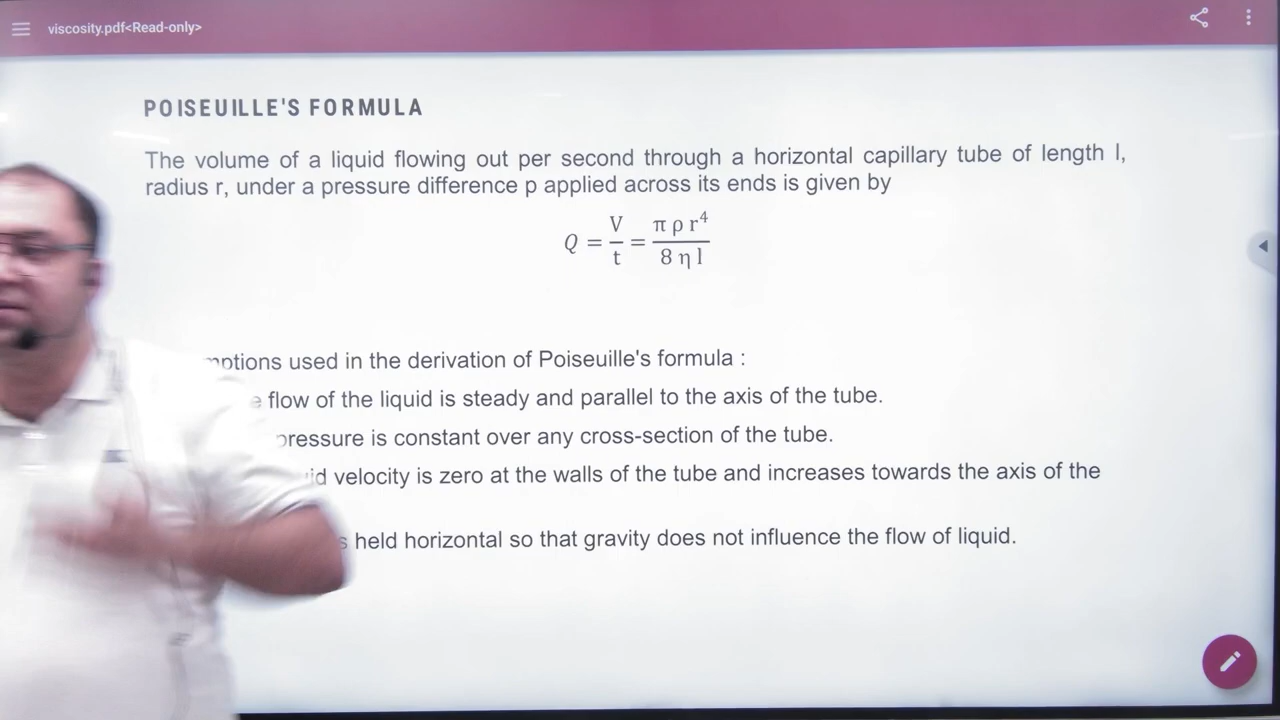 viscosity.pdf<Read-only>
POISEUILLE'S FORMULA
The volume of a liquid flowing out per second through a horizontal capillary tube of length l,
radius r, under a pressure difference p applied across its ends is given by
Q = V/t = π ρ r⁴ / 8 η l
used in the derivation of Poiseuille's formula :
flow of the liquid is steady and parallel to the axis of the tube.
pressure is constant over any cross-section of the tube.
velocity is zero at the walls of the tube and increases towards the axis of the
held horizontal so that gravity does not influence the flow of liquid.